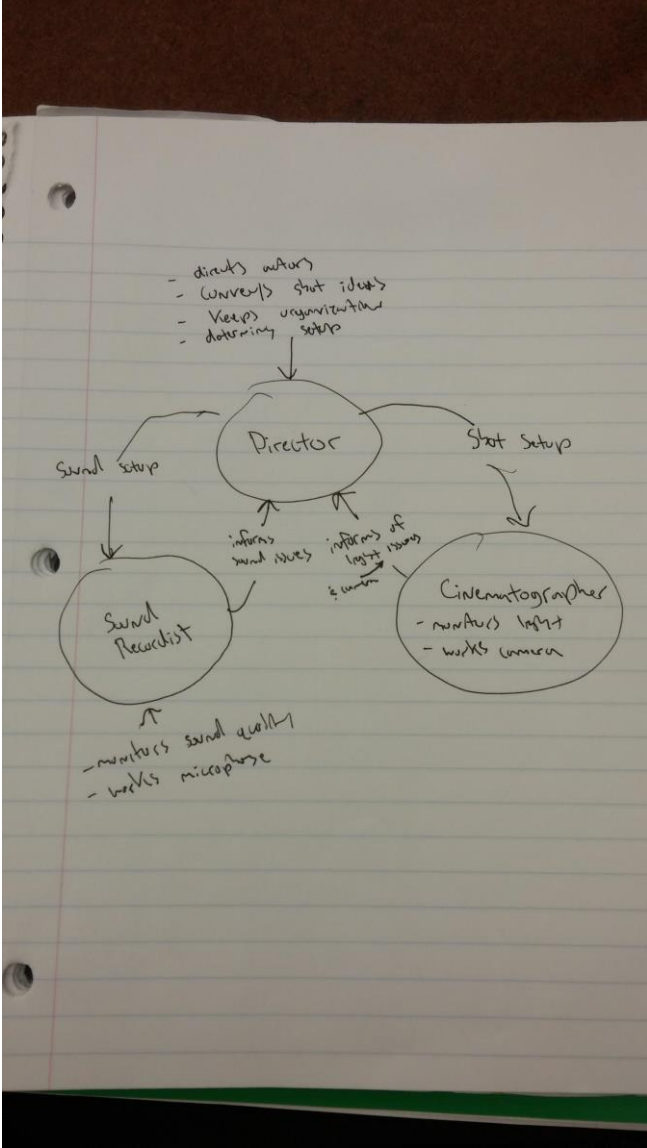 - directs actors
- conveys shot ideas
- keeps organization
- determines setup
Director
Sound setup
Shot Setup
informs
sound issues
informs of
light issues
& camera
Sound
Recordist
Cinematographer
- monitors light
- works camera
- monitors sound quality
- works microphone